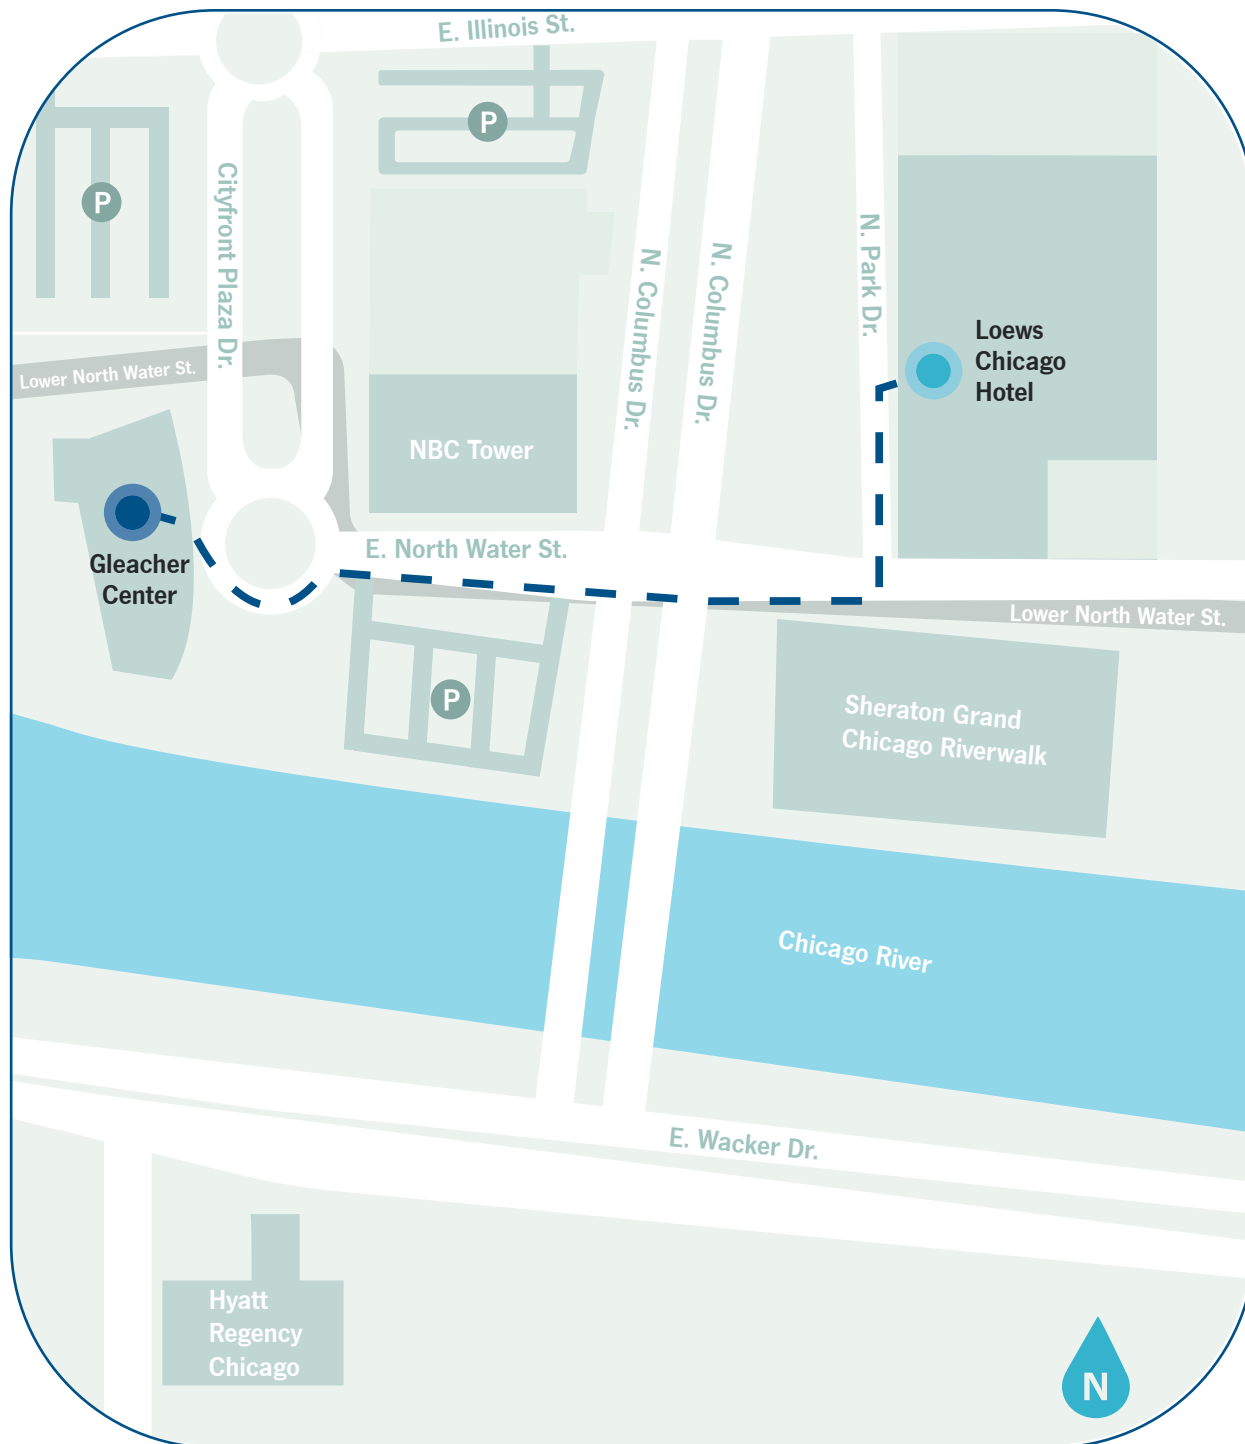 E. Illinois St.
P
P
Cityfront Plaza Dr.
N. Columbus Dr.
N. Columbus Dr.
N. Park Dr.
Loews
Chicago
Hotel
Lower North Water St.
NBC Tower
Gleacher
Center
E. North Water St.
Lower North Water St.
P
Sheraton Grand
Chicago Riverwalk
Chicago River
E. Wacker Dr.
Hyatt
Regency
Chicago
N